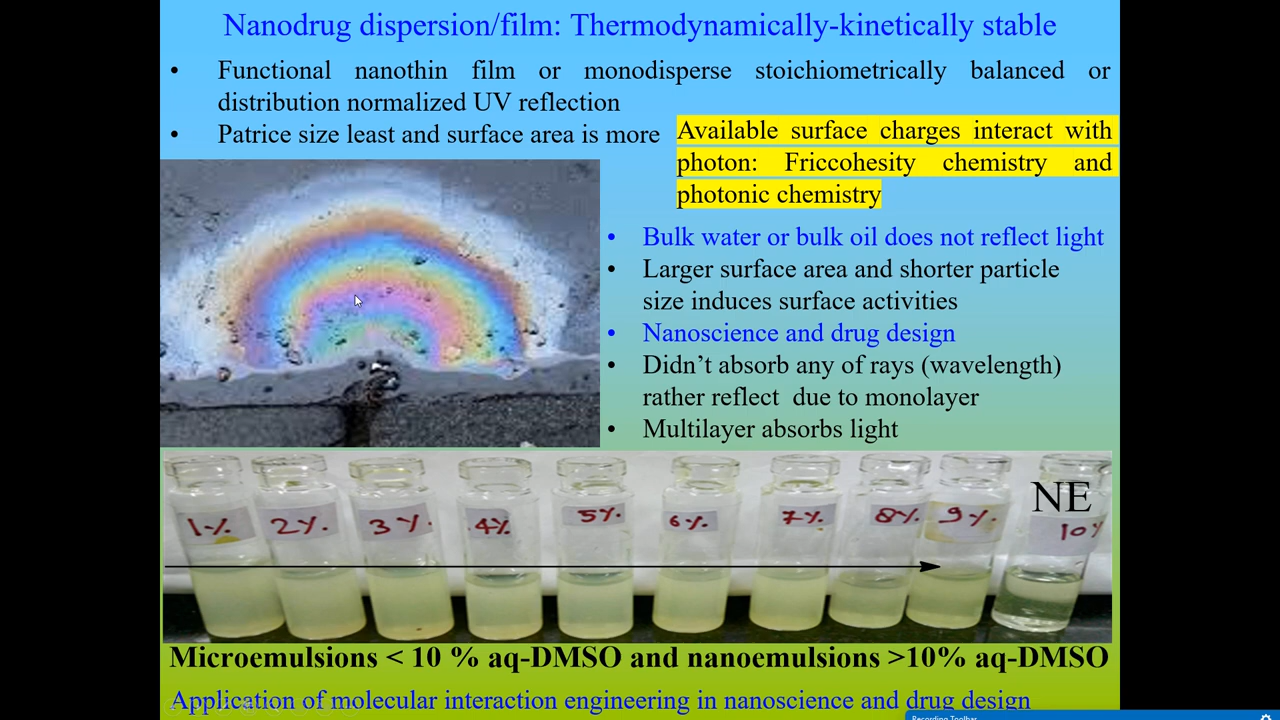 Nanodrug dispersion/film: Thermodynamically-kinetically stable
• Functional nanothin film or monodisperse stoichiometrically balanced or
distribution normalized UV reflection
• Patrice size least and surface area is more
Available surface charges interact with
photon: Friccohesity chemistry and
photonic chemistry
• Bulk water or bulk oil does not reflect light
• Larger surface area and shorter particle
size induces surface activities
• Nanoscience and drug design
• Didn’t absorb any of rays (wavelength)
rather reflect due to monolayer
• Multilayer absorbs light
NE
1% 2%. 3%. 4% 5%. 6%. 7%. 8%. 9%. 10%
Microemulsions < 10 % aq-DMSO and nanoemulsions >10% aq-DMSO
Application of molecular interaction engineering in nanoscience and drug design
Recording Toolbar